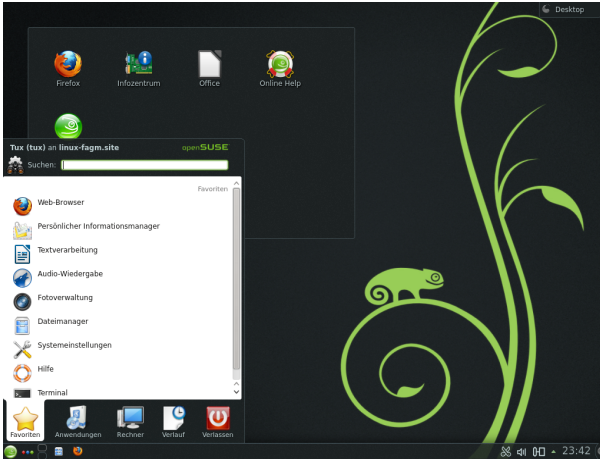 Desktop
Firefox
Infozentrum
Office
Online Help
Tux (tux) an linux-fagm.site
openSUSE
Suchen:
Favoriten
Web-Browser
Persönlicher Informationsmanager
Textverarbeitung
Audio-Wiedergabe
Fotoverwaltung
Dateimanager
Systemeinstellungen
Hilfe
Terminal
Favoriten
Anwendungen
Rechner
Verlauf
Verlassen
23:42